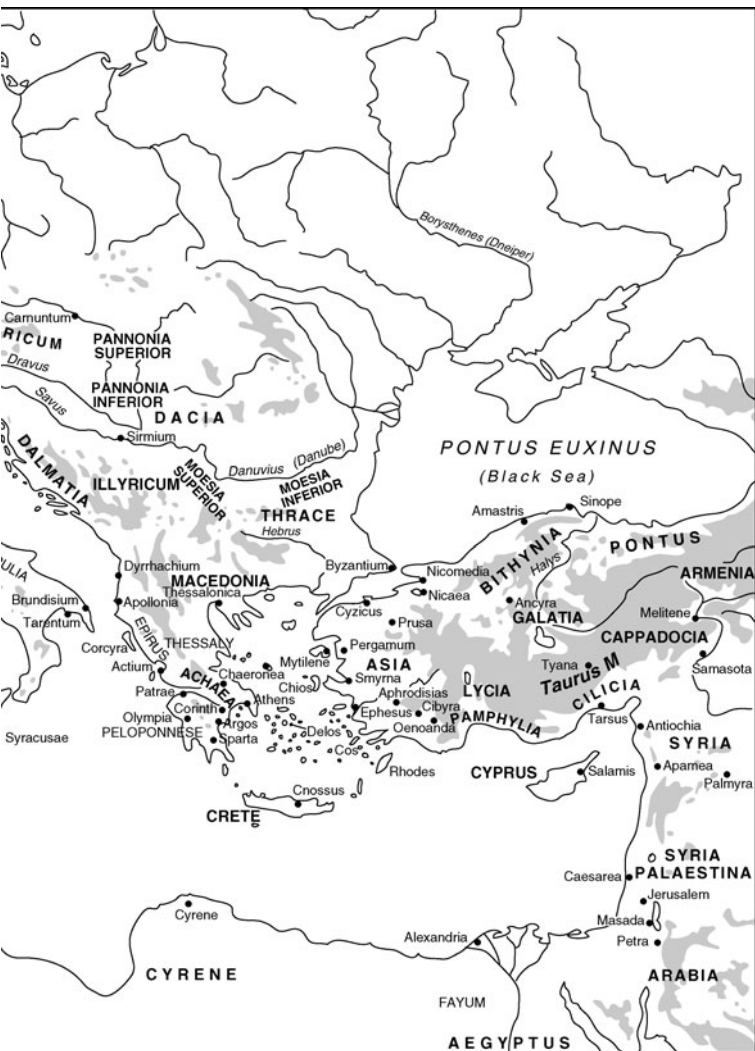 Borysthenes (Dneiper)
Carnuntum
RICUM
PANNONIA
SUPERIOR
Dravus
PANNONIA
INFERIOR
Savus
DACIA
Sirmium
DALMATIA
ILLYRICUM
MOESIA
SUPERIOR
Danuvius (Danube)
MOESIA
INFERIOR
THRACE
Hebrus
PONTUS EUXINUS
(Black Sea)
Amastris
Sinope
BITHYNIA
Halys
PONTUS
ARMENIA
ULIA
Dyrrhachium
Byzantium
Nicomedia
MACEDONIA
Thessalonica
Nicaea
Brundisium
Apollonia
Cyzicus
Ancyra
Melitene
Tarentum
Prusa
GALATIA
CAPPADOCIA
EPIRUS
THESSALY
Corcyra
Pergamum
Mytilene
ASIA
Tyana
Taurus M
Samosota
Actium
Chaeronea
ACHAEA
Chios
Smyrna
Aphrodisias
LYCIA
CILICIA
Patrae
Corinth
Athens
Ephesus
Cibyra
PAMPHYLIA
Tarsus
Olympia
Argos
Delos
Oenoanda
Antiochia
PELOPONNESE
Sparta
Cos
SYRIA
Syracusae
Rhodes
CYPRUS
Salamis
Apamea
Palmyra
Cnossus
CRETE
SYRIA
PALAESTINA
Caesarea
Jerusalem
Cyrene
Masada
Alexandria
Petra
CYRENE
ARABIA
FAYUM
AEGYPTUS